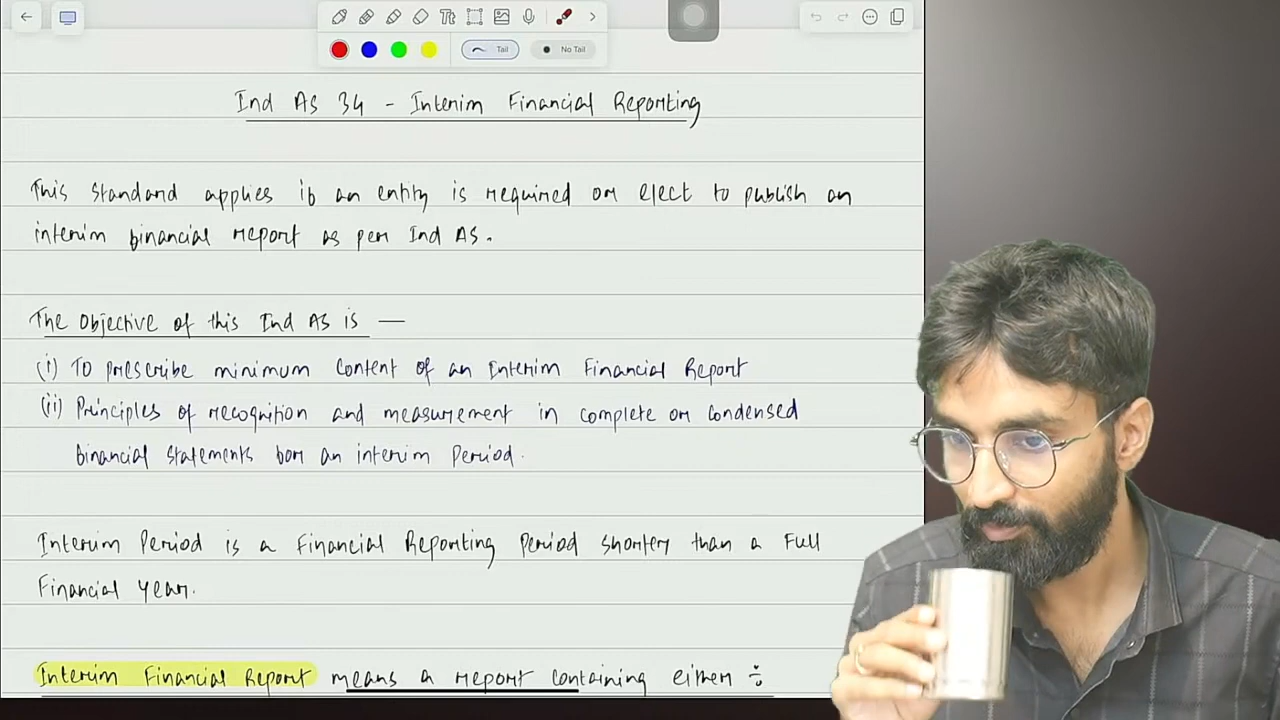 Tail
No Tail
Ind AS 34 - Interim Financial Reporting
This standard applies if an entity is required or elect to publish an
interim financial report as per Ind AS.
The Objective of this Ind AS is —
(i) To prescribe minimum content of an Interim Financial Report
(ii) Principles of recognition and measurement in complete or condensed
financial statements for an interim Period.
Interim Period is a Financial Reporting Period shorter than a Full
Financial Year.
Interim Financial Report means a report containing either ÷